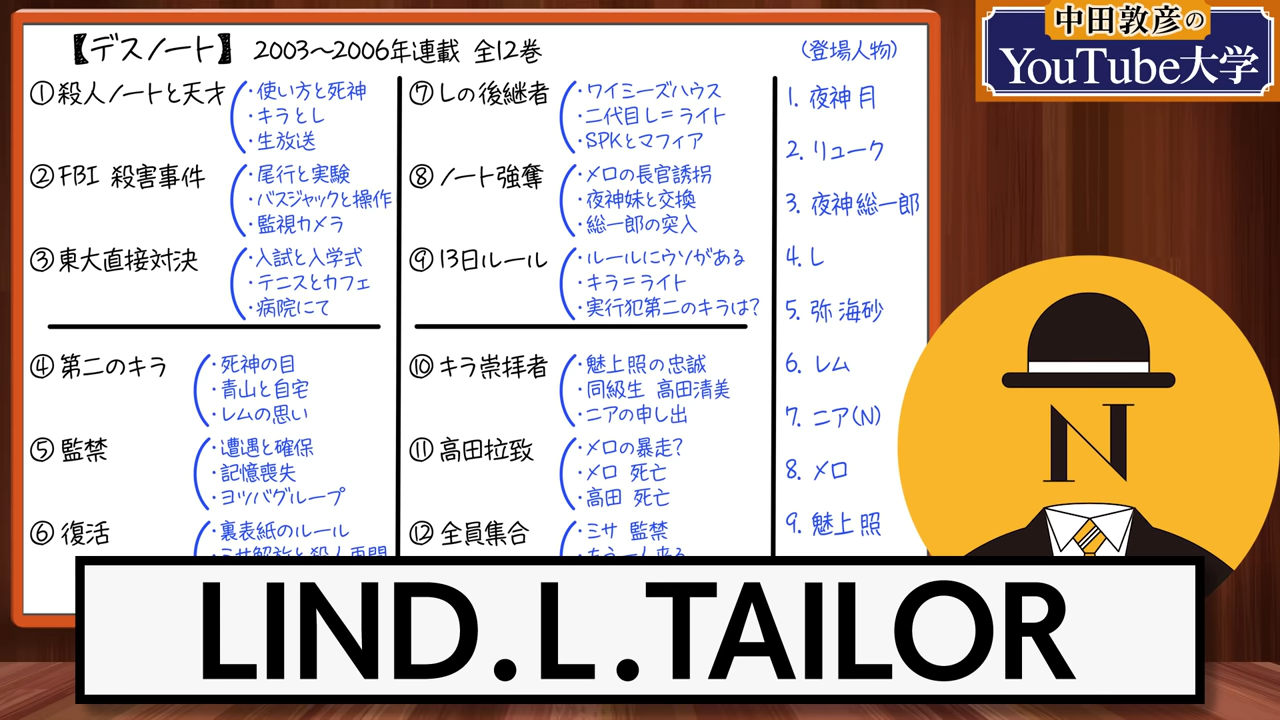 【デスノート】 2003～2006年連載 全12巻
①殺人ノートと天才
・使い方と死神
・キラとL
・生放送
②FBI 殺害事件
・尾行と実験
・バスジャックと操作
・監視カメラ
③東大直接対決
・入試と入学式
・テニスとカフェ
・病院にて
④第二のキラ
・死神の目
・青山と自宅
・レムの思い
⑤監禁
・遭遇と確保
・記憶喪失
・ヨツバグループ
⑥復活
・裏表紙のルール
・ミサ解放と殺人再開
⑦Lの後継者
・ワイミーズハウス
・二代目L=ライト
・SPKとマフィア
⑧ノート強奪
・メロの長官誘拐
・夜神妹と交換
・総一郎の突入
⑨13日ルール
・ルールにウソがある
・キラ=ライト
・実行犯第二のキラは?
⑩キラ崇拝者
・魅上照の忠誠
・同級生 高田清美
・ニアの申し出
⑪高田拉致
・メロの暴走?
・メロ 死亡
・高田 死亡
⑫全員集合
・ミサ 監禁
・もう一人来る
(登場人物)
1. 夜神月
2. リューク
3. 夜神総一郎
4. L
5. 弥 海砂
6. レム
7. ニア(N)
8. メロ
9. 魅上 照
中田敦彦の
YouTube大学
N
LIND.L.TAILOR